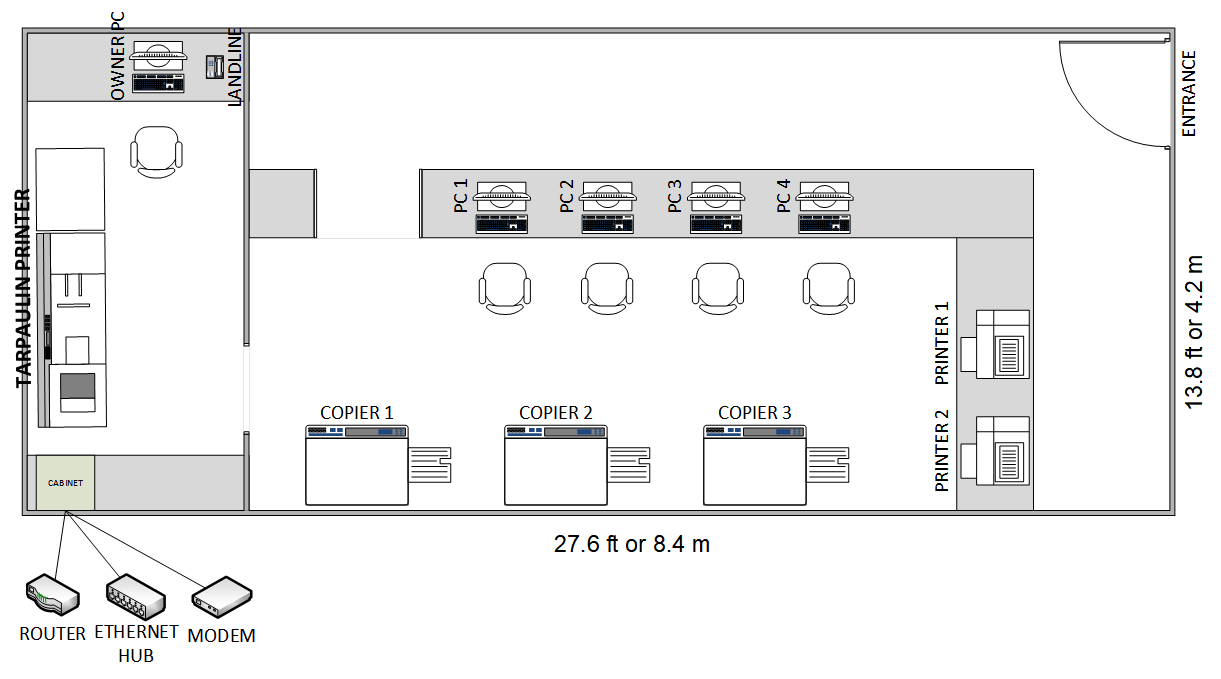 OWNER PC
LANDLINE
ENTRANCE
TARPAULIN PRINTER
PC 1
PC 2
PC 3
PC 4
PRINTER 1
13.8 ft or 4.2 m
COPIER 1
COPIER 2
COPIER 3
PRINTER 2
CABINET
27.6 ft or 8.4 m
ROUTER
ETHERNET
HUB
MODEM